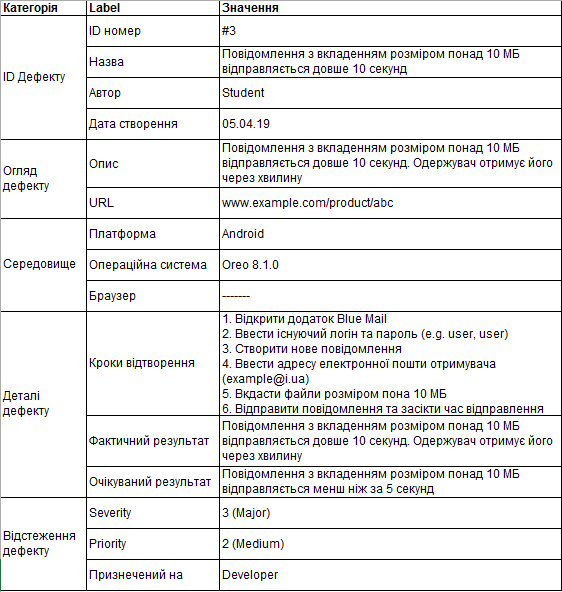 Категорія Label Значення
ID Дефекту
ID номер #3
Назва Повідомлення з вкладенням розміром понад 10 МБ
відправляється довше 10 секунд
Автор Student
Дата створення 05.04.19
Огляд
дефекту
Опис Повідомлення з вкладенням розміром понад 10 МБ
відправляється довше 10 секунд. Одержувач отримує його
через хвилину
URL www.example.com/product/abc
Середовище
Платформа Android
Операційна система Oreo 8.1.0
Браузер -------
Деталі
дефекту
Кроки відтворення
1. Відкрити додаток Blue Mail
2. Ввести існуючий логін та пароль (e.g. user, user)
3. Створити нове повідомлення
4. Ввести адресу електронної пошти отримувача
(example@i.ua)
5. Вкдасти файли розміром пона 10 МБ
6. Відправити повідомлення та засікти час відправлення
Фактичний результат Повідомлення з вкладенням розміром понад 10 МБ
відправляється довше 10 секунд. Одержувач отримує його
через хвилину
Очікуваний результат Повідомлення з вкладенням розміром понад 10 МБ
відправляється менш ніж за 5 секунд
Відстеження
дефекту
Severity 3 (Major)
Priority 2 (Medium)
Призначений на Developer